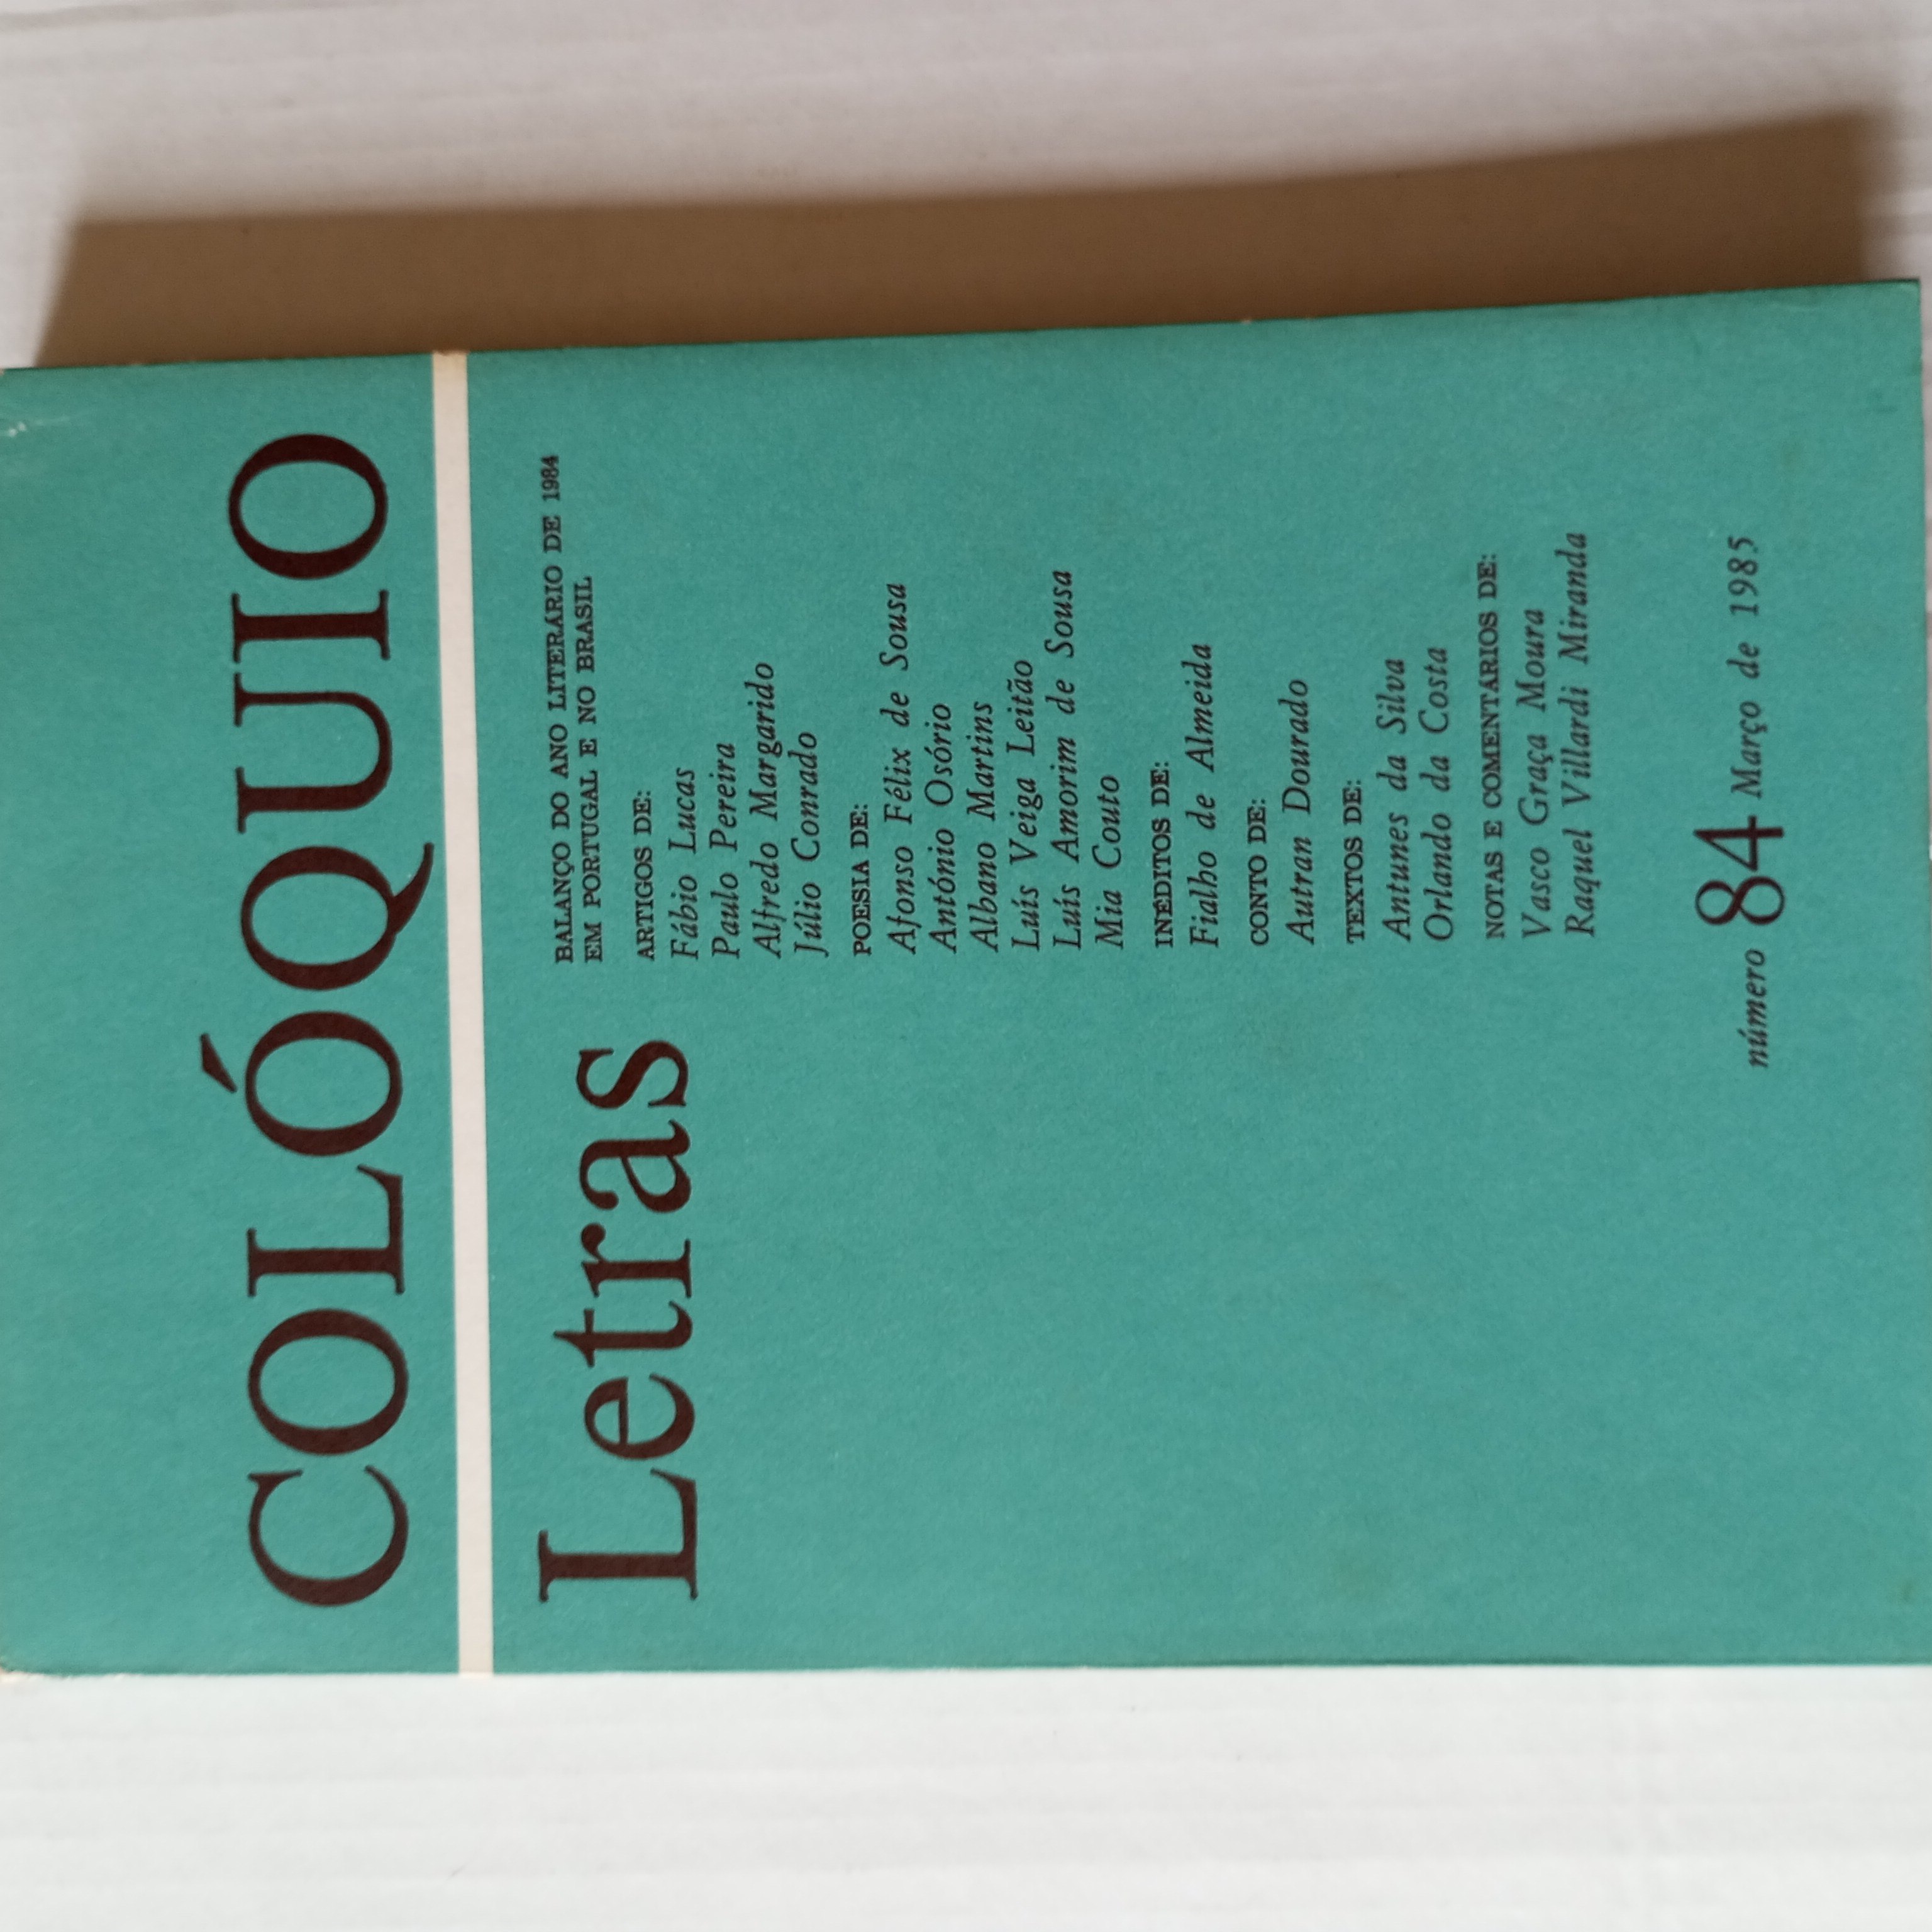 COLÓQUIO
Letras
BALANÇO DO ANO LITERÁRIO DE 1984
EM PORTUGAL E NO BRASIL
ARTIGOS DE:
Fábio Lucas
Paulo Pereira
Alfredo Margarido
Júlio Conrado
POESIA DE:
Afonso Félix de Sousa
António Osório
Albano Martins
Luís Veiga Leitão
Luís Amorim de Sousa
Mia Couto
INÉDITOS DE:
Fialho de Almeida
CONTO DE:
Autran Dourado
TEXTOS DE:
Antunes da Silva
Orlando da Costa
NOTAS E COMENTÁRIOS DE:
Vasco Graça Moura
Raquel Villardi Miranda
número 84 Março de 1985